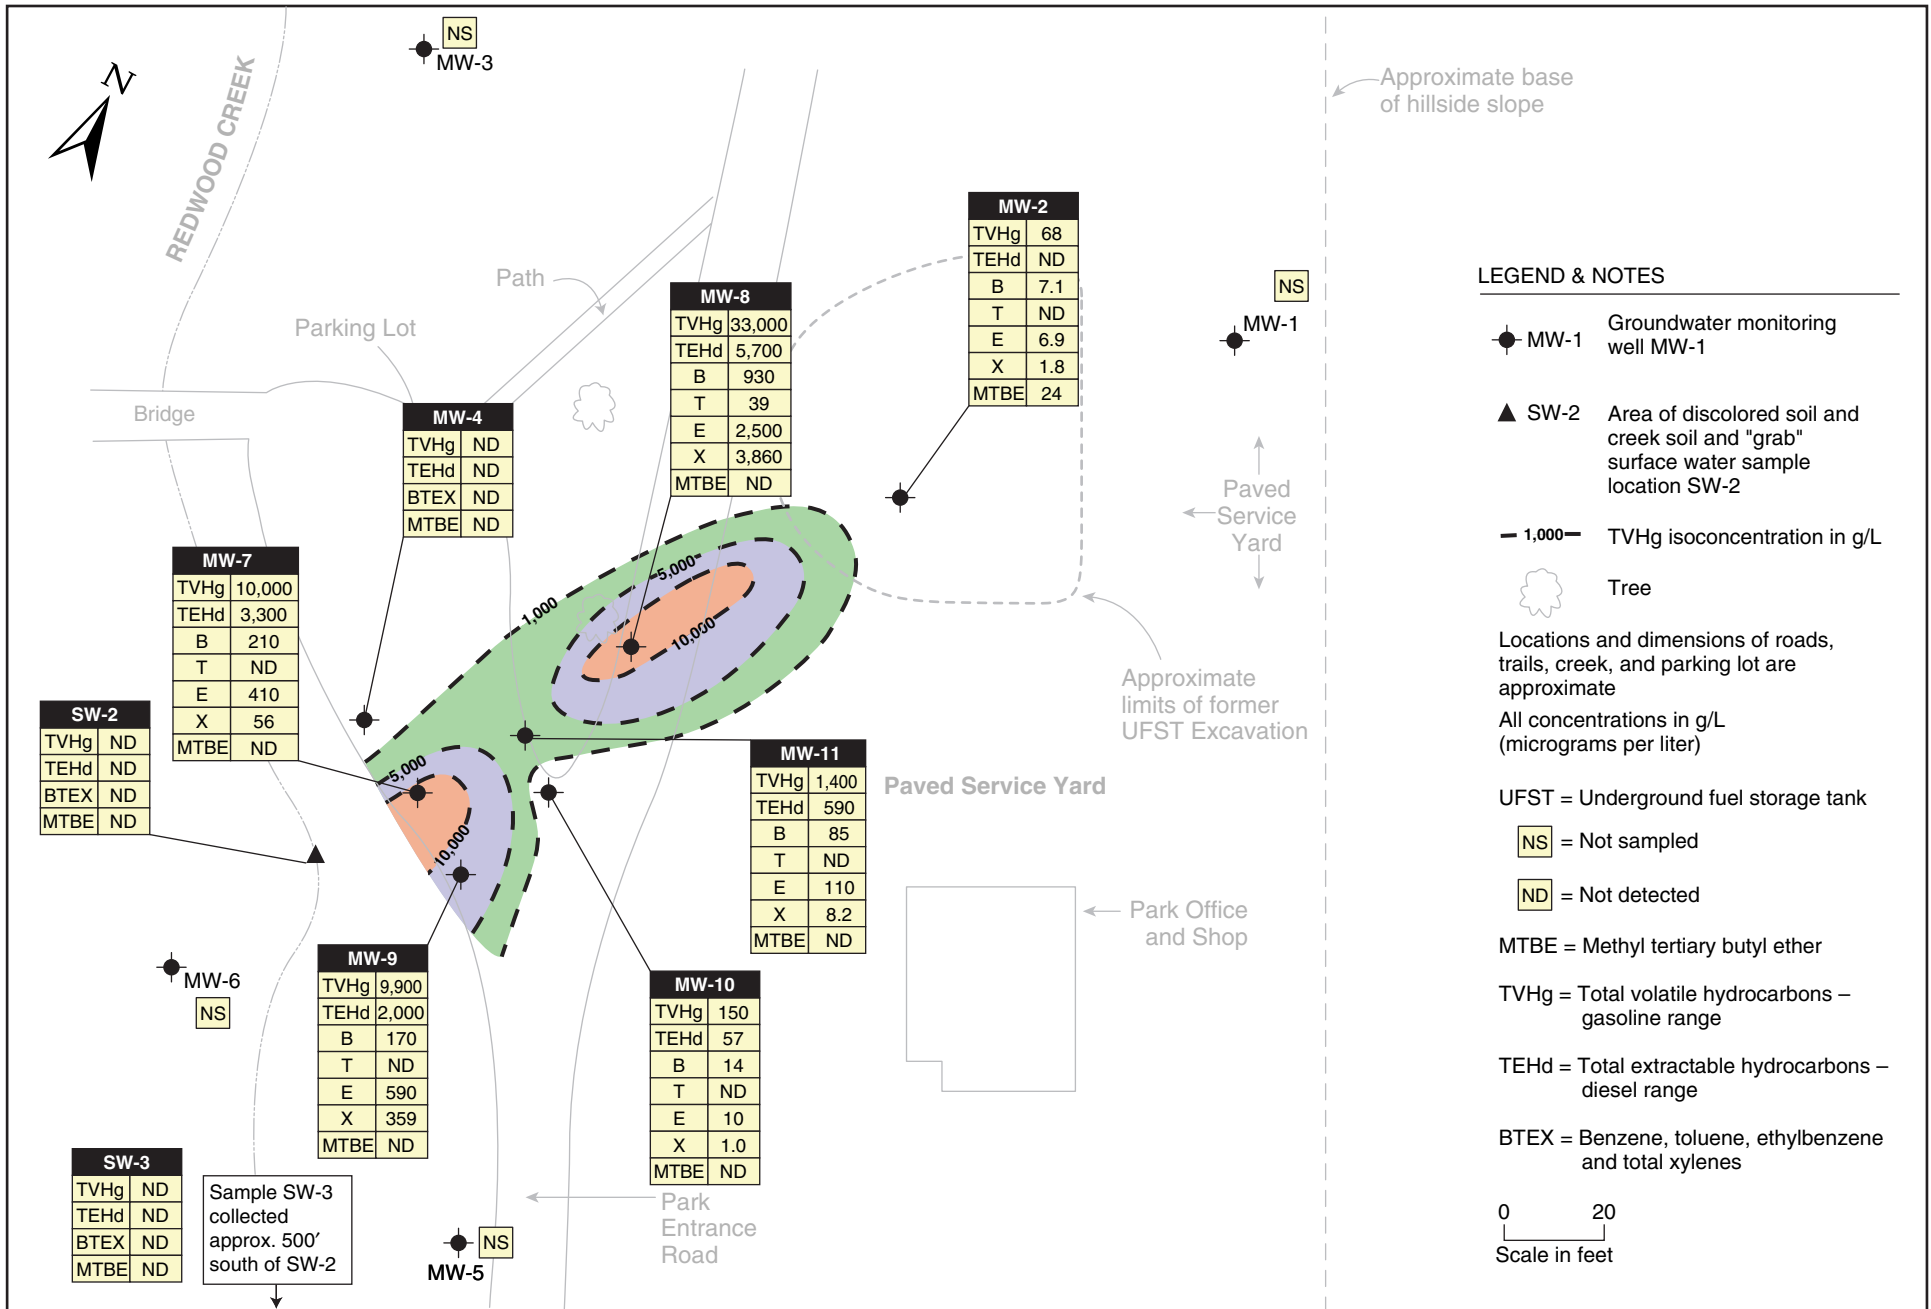 N
REDWOOD CREEK
NS
MW-3
Approximate base
of hillside slope
Path
Parking Lot
Bridge
MW-2
TVHg 68
TEHd ND
B 7.1
T ND
E 6.9
X 1.8
MTBE 24
NS
MW-1
MW-8
TVHg 33,000
TEHd 5,700
B 930
T 39
E 2,500
X 3,860
MTBE ND
MW-4
TVHg ND
TEHd ND
BTEX ND
MTBE ND
Paved
Service
Yard
MW-7
TVHg 10,000
TEHd 3,300
B 210
T ND
E 410
X 56
MTBE ND
1,000
5,000
10,000
Approximate
limits of former
UFST Excavation
SW-2
TVHg ND
TEHd ND
BTEX ND
MTBE ND
5,000
10,000
MW-11
TVHg 1,400
TEHd 590
B 85
T ND
E 110
X 8.2
MTBE ND
Paved Service Yard
Park Office
and Shop
MW-6
NS
MW-9
TVHg 9,900
TEHd 2,000
B 170
T ND
E 590
X 359
MTBE ND
MW-10
TVHg 150
TEHd 57
B 14
T ND
E 10
X 1.0
MTBE ND
SW-3
TVHg ND
TEHd ND
BTEX ND
MTBE ND
Sample SW-3
collected
approx. 500′
south of SW-2
NS
MW-5
Park
Entrance
Road
LEGEND & NOTES
MW-1 Groundwater monitoring
well MW-1
SW-2 Area of discolored soil and
creek soil and "grab"
surface water sample
location SW-2
1,000 TVHg isoconcentration in g/L
Tree
Locations and dimensions of roads,
trails, creek, and parking lot are
approximate
All concentrations in g/L
(micrograms per liter)
UFST = Underground fuel storage tank
NS = Not sampled
ND = Not detected
MTBE = Methyl tertiary butyl ether
TVHg = Total volatile hydrocarbons –
gasoline range
TEHd = Total extractable hydrocarbons –
diesel range
BTEX = Benzene, toluene, ethylbenzene
and total xylenes
0 20
Scale in feet